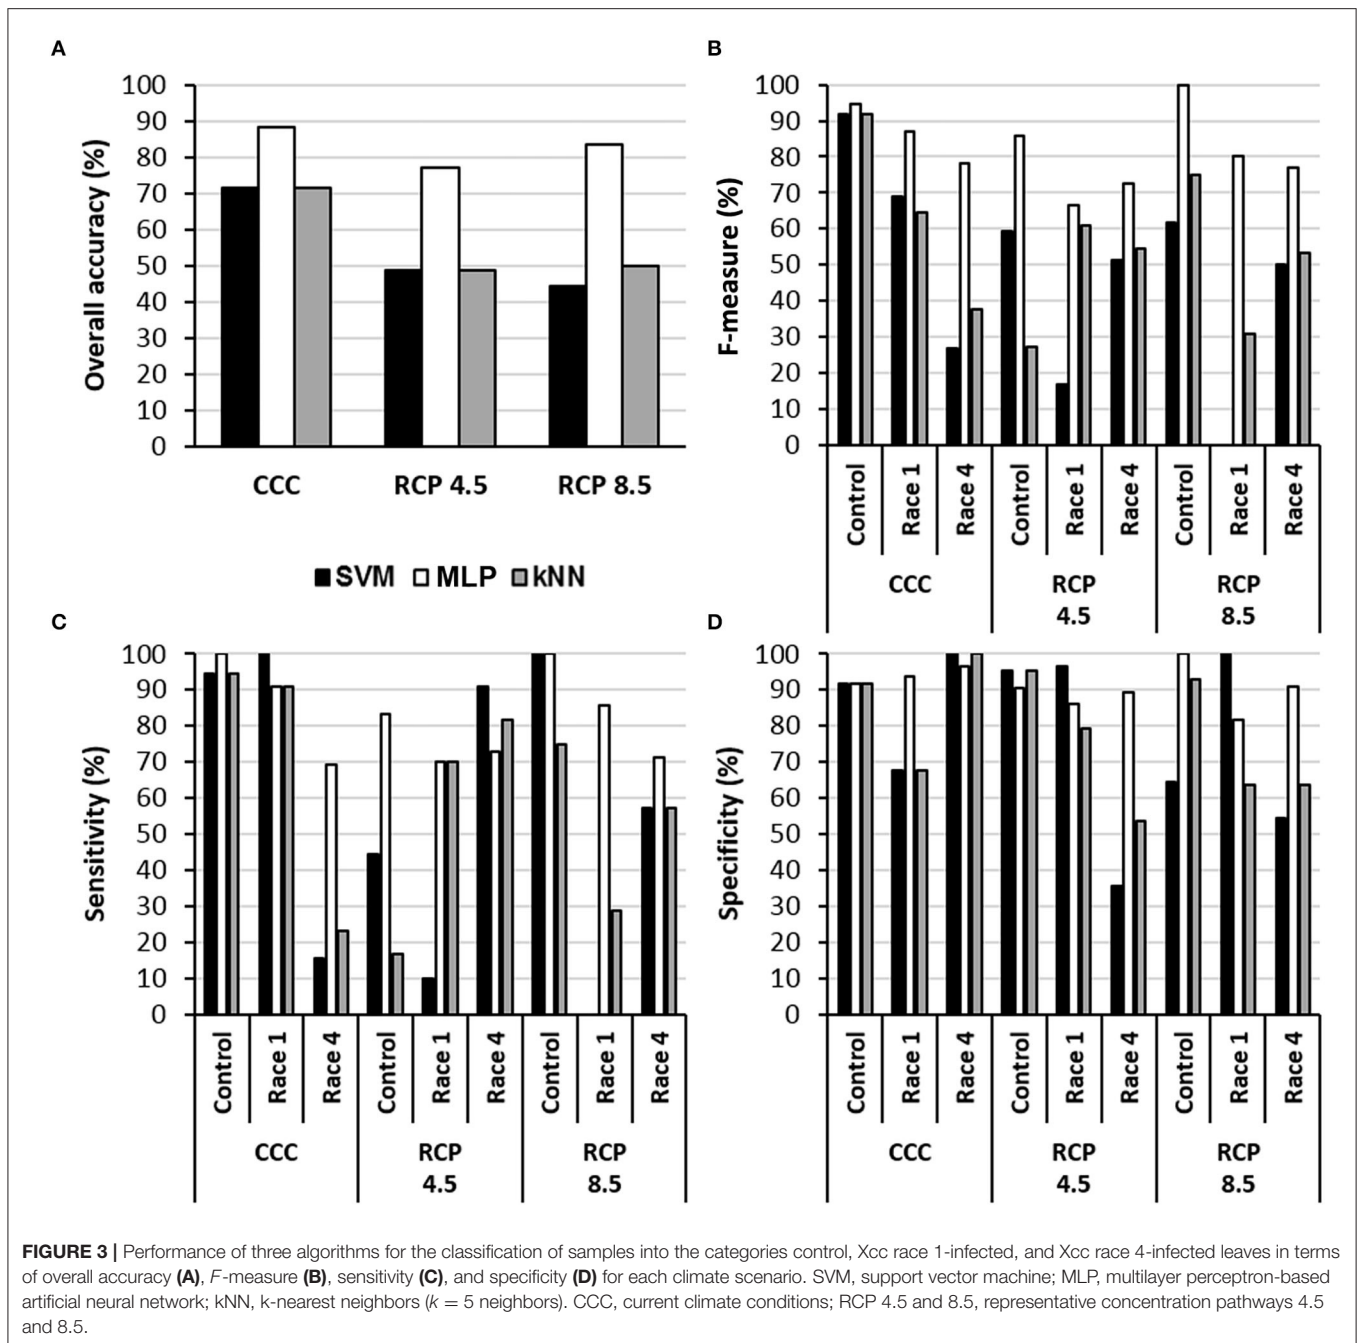 A
100
90
80
70
60
50
40
30
20
10
0
Overall accuracy (%)
CCC RCP 4.5 RCP 8.5
SVM MLP kNN
B
100
90
80
70
60
50
40
30
20
10
0
F-measure (%)
Control Race 1 Race 4 Control Race 1 Race 4 Control Race 1 Race 4
CCC RCP RCP
4.5 8.5
C
100
90
80
70
60
50
40
30
20
10
0
Sensitivity (%)
Control Race 1 Race 4 Control Race 1 Race 4 Control Race 1 Race 4
CCC RCP RCP
4.5 8.5
D
100
90
80
70
60
50
40
30
20
10
0
Specificity (%)
Control Race 1 Race 4 Control Race 1 Race 4 Control Race 1 Race 4
CCC RCP RCP
4.5 8.5
FIGURE 3 | Performance of three algorithms for the classification of samples into the categories control, Xcc race 1-infected, and Xcc race 4-infected leaves in terms
of overall accuracy (A), F-measure (B), sensitivity (C), and specificity (D) for each climate scenario. SVM, support vector machine; MLP, multilayer perceptron-based
artificial neural network; kNN, k-nearest neighbors (k = 5 neighbors). CCC, current climate conditions; RCP 4.5 and 8.5, representative concentration pathways 4.5
and 8.5.